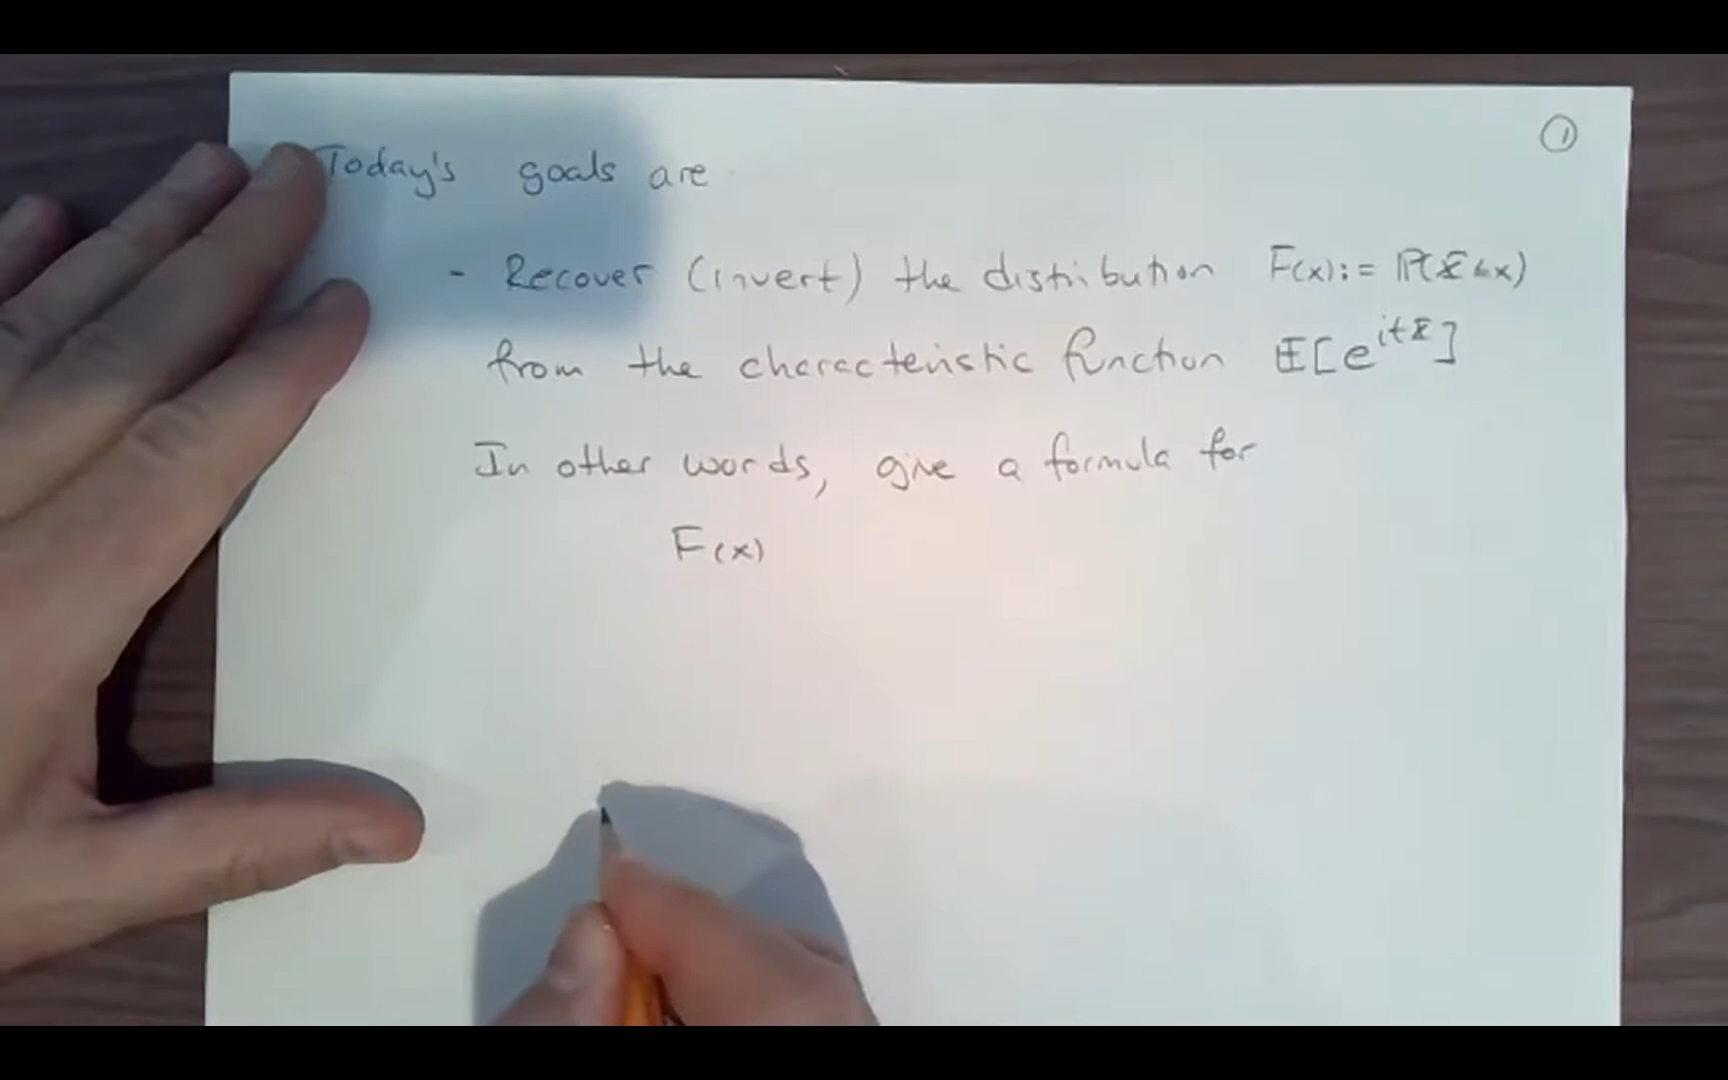 ①
Today's goals are
- Recover (invert) the distribution F(x) := ℙ(X ≤ x)
from the characteristic function 𝔼[e^{itX}]
In other words, give a formula for
F(x)